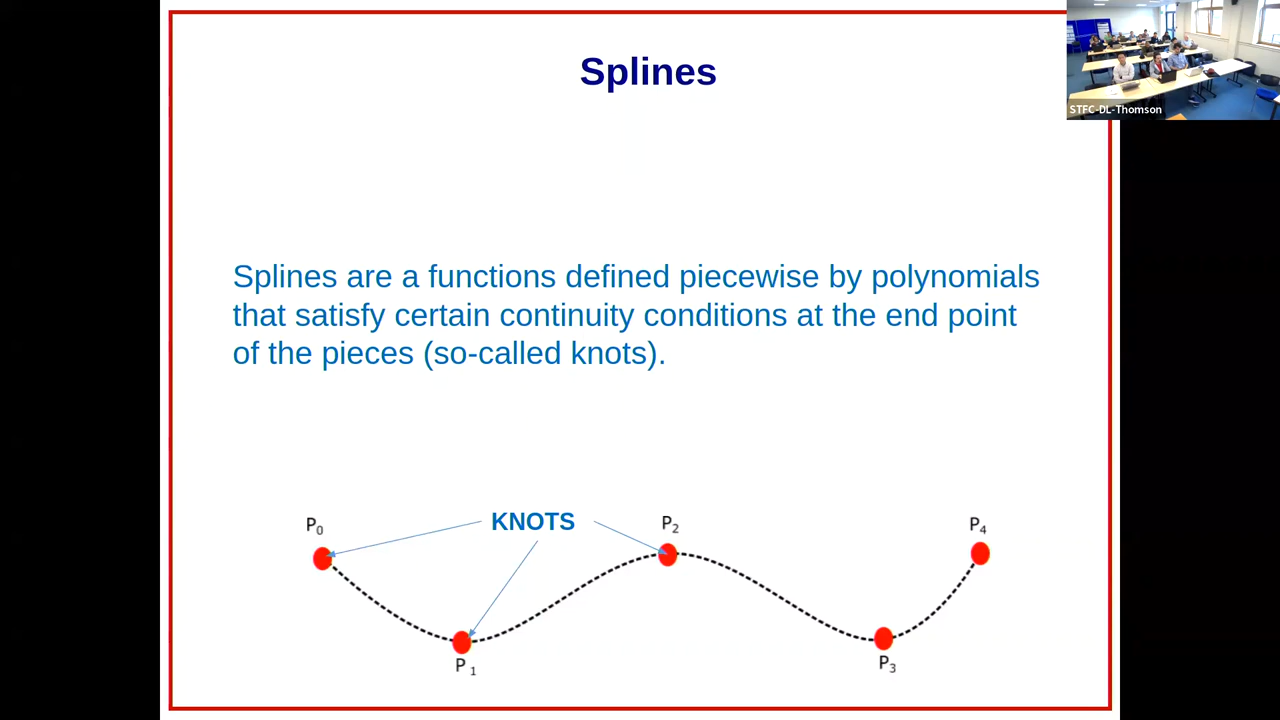 Splines
STFC-DL-Thomson
Splines are a functions defined piecewise by polynomials
that satisfy certain continuity conditions at the end point
of the pieces (so-called knots).
P0
KNOTS
P2
P4
P1
P3